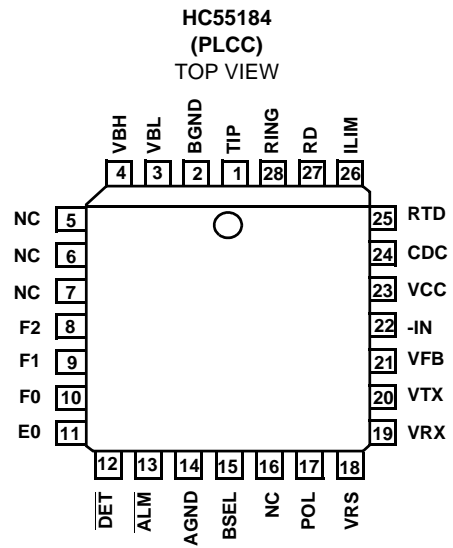 HC55184
(PLCC)
TOP VIEW
VBH
VBL
BGND
TIP
RING
RD
ILIM
4
3
2
1
28
27
26
NC 5
NC 6
NC 7
F2 8
F1 9
F0 10
E0 11
25 RTD
24 CDC
23 VCC
22 -IN
21 VFB
20 VTX
19 VRX
12
13
14
15
16
17
18
DET
ALM
AGND
BSEL
NC
POL
VRS